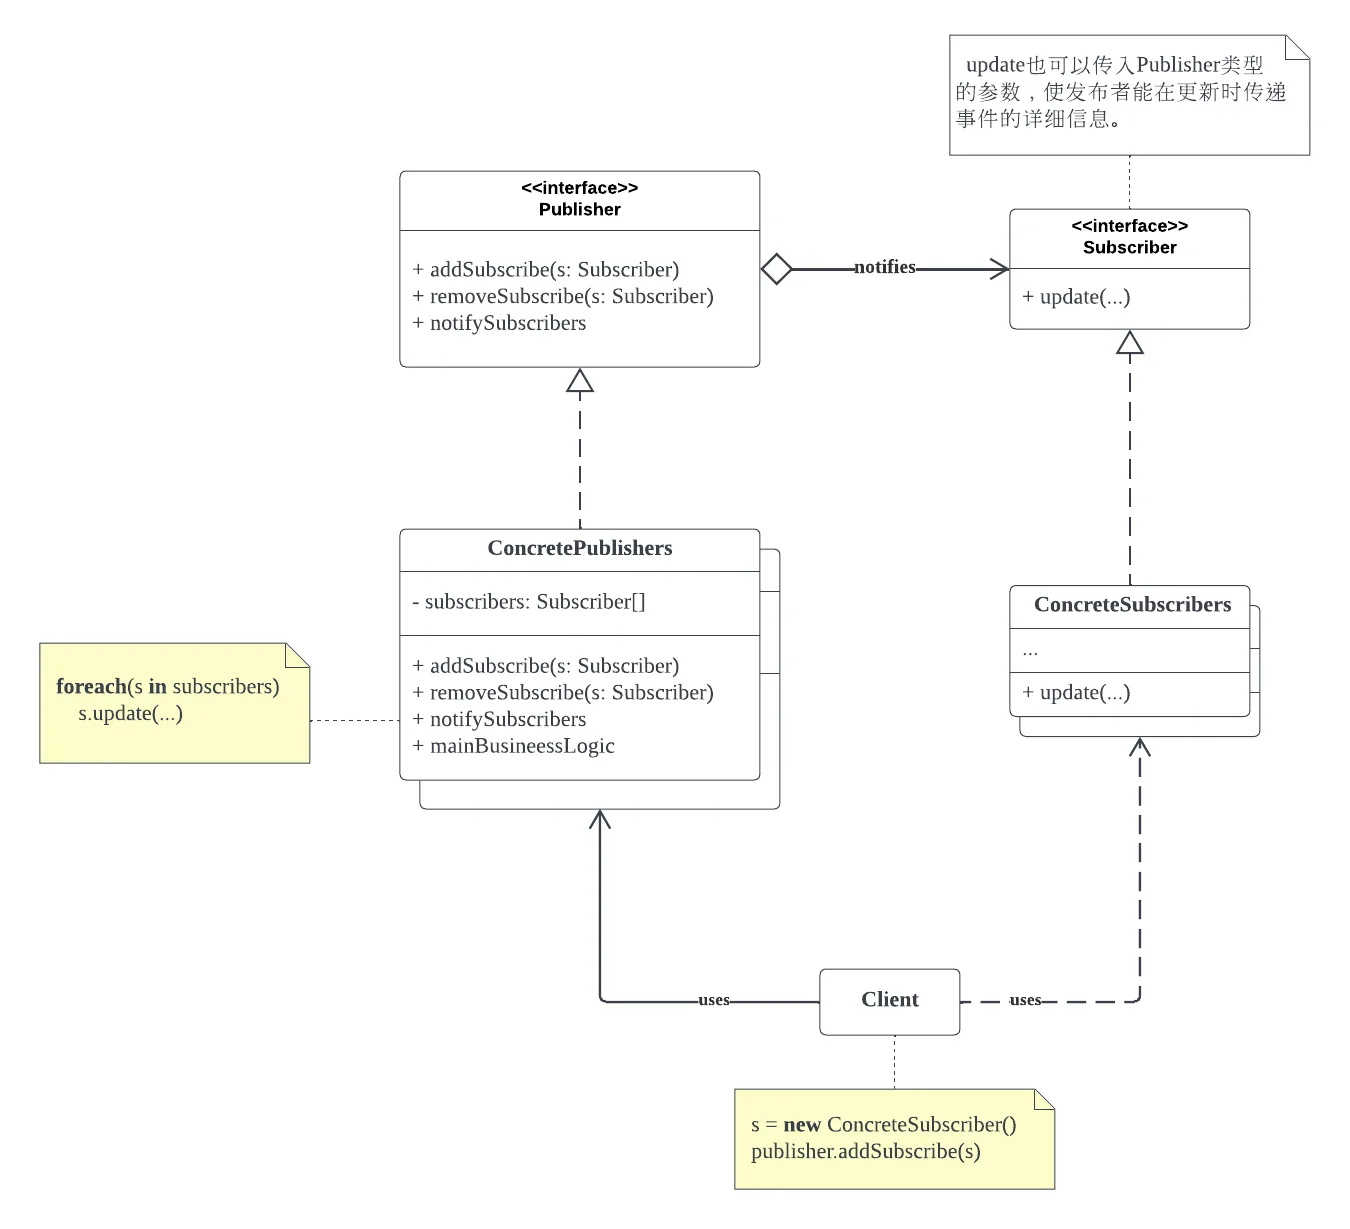 update也可以传入Publisher类型
的参数，使发布者能在更新时传递
事件的详细信息。
<<interface>>
Publisher
+ addSubscribe(s: Subscriber)
+ removeSubscribe(s: Subscriber)
+ notifySubscribers
notifies
<<interface>>
Subscriber
+ update(...)
ConcretePublishers
- subscribers: Subscriber[]
+ addSubscribe(s: Subscriber)
+ removeSubscribe(s: Subscriber)
+ notifySubscribers
+ mainBusineessLogic
foreach(s in subscribers)
s.update(...)
ConcreteSubscribers
...
+ update(...)
uses
Client
uses
s = new ConcreteSubscriber()
publisher.addSubscribe(s)